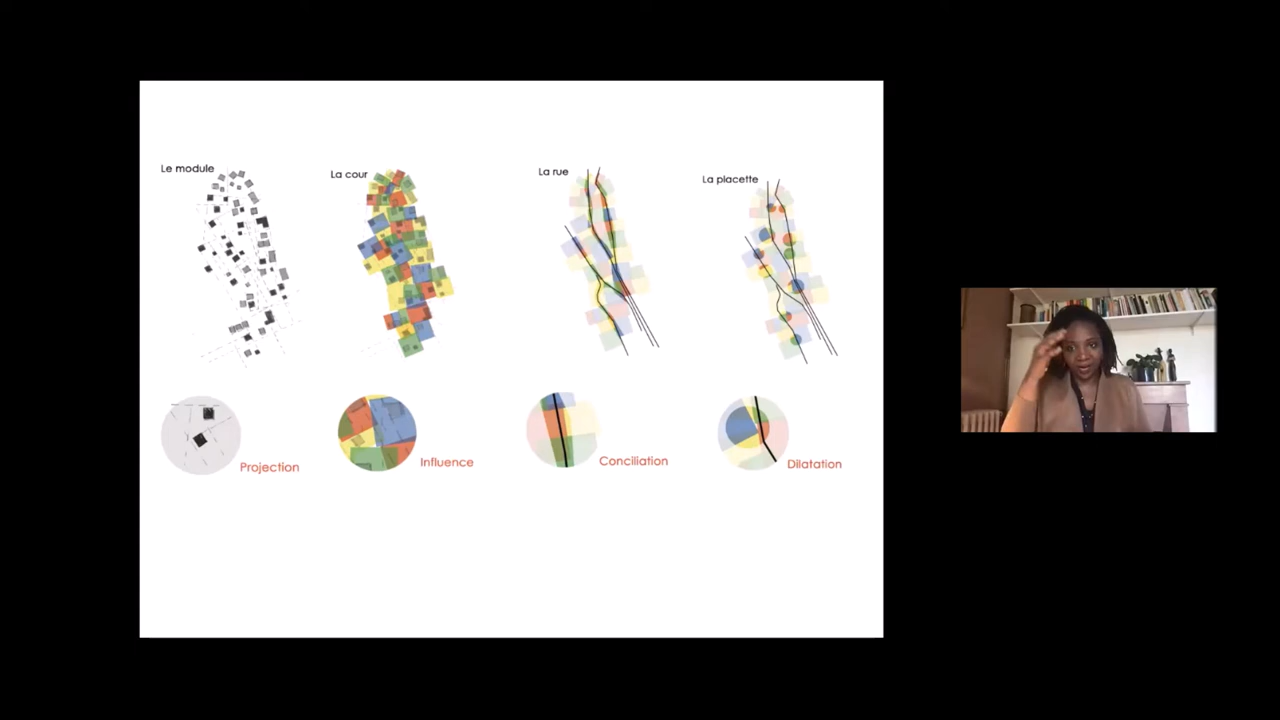 Le module
La cour
La rue
La placette
Projection
Influence
Conciliation
Dilatation